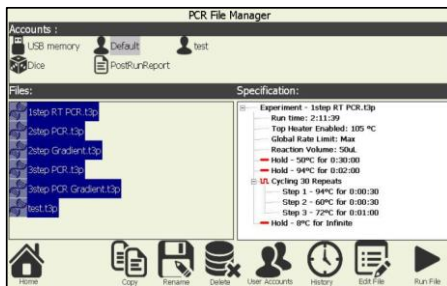 PCR File Manager
Accounts :
USB memory
Default
test
Dice
PostRunReport
Files:
1step RT PCR.t3p
2step PCR.t3p
2step Gradient.t3p
3step PCR.t3p
3step PCR Gradient.t3p
test.t3p
Specification:
Experiment - 1step RT PCR.t3p
Run time: 2:11:39
Top Heater Enabled: 105 °C
Global Rate Limit: Max
Reaction Volume: 50uL
Hold - 50°C for 0:30:00
Hold - 94°C for 0:02:00
Cycling 30 Repeats
Step 1 - 94°C for 0:00:30
Step 2 - 60°C for 0:00:30
Step 3 - 72°C for 0:01:00
Hold - 8°C for Infinite
Home
Copy
Rename
Delete
User Accounts
History
Edit File
Run File